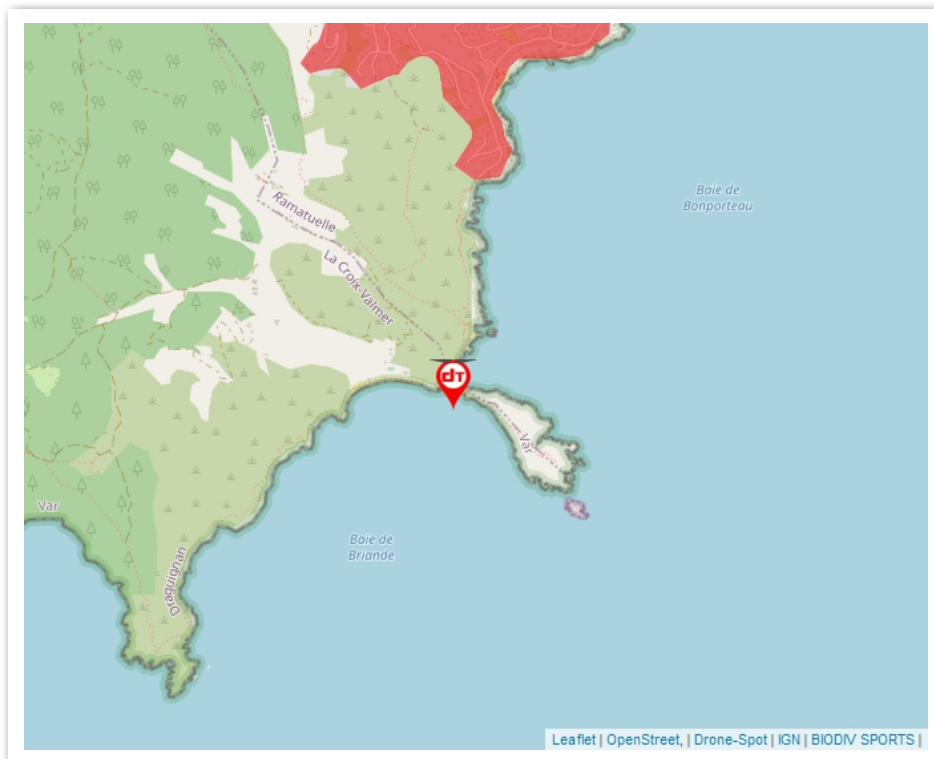 Baie de
Bonporteau
Ramatuelle
La Croix-Valmer
dT
Var
Var
Baie de
Briande
Draguignan
Leaflet | OpenStreet, | Drone-Spot | IGN | BIODIV SPORTS |